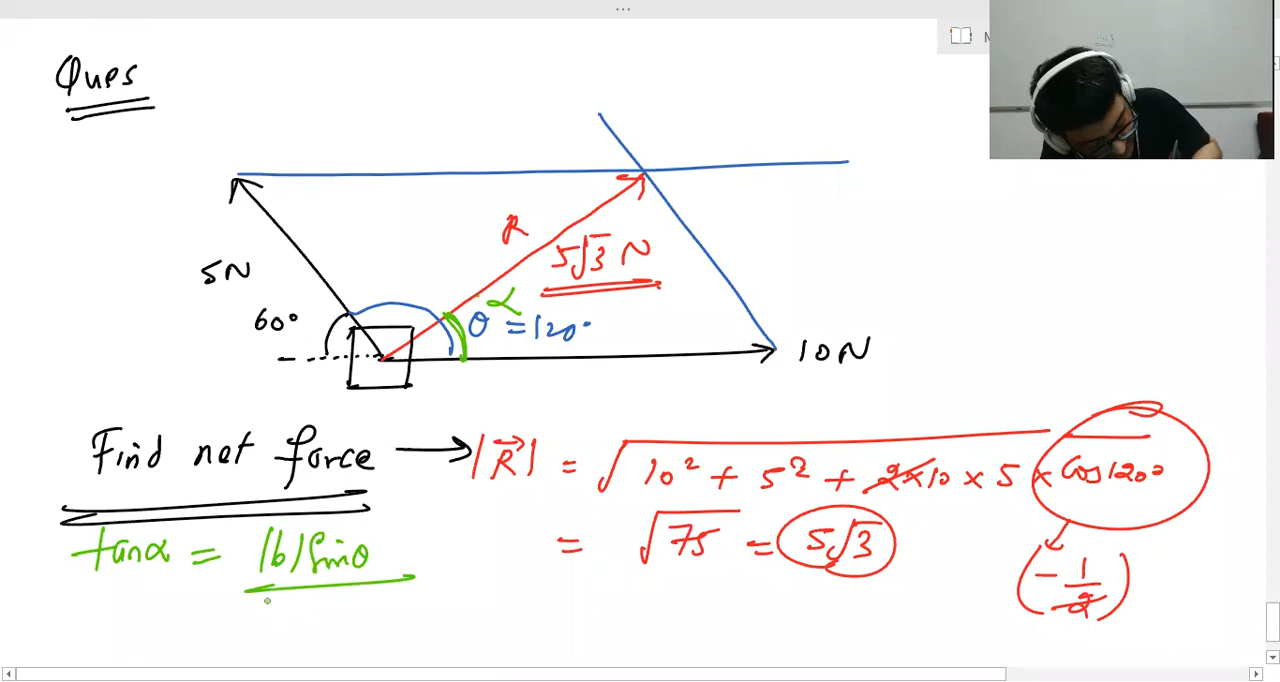 Ques
R
5√3 N
5N
60°
α
θ = 120°
10N
Find net force → |R⃗| = √10² + 5² + 2×10 × 5 × Cos120°
= √75 = 5√3
(-1/2)
tanα = |b|sinθ